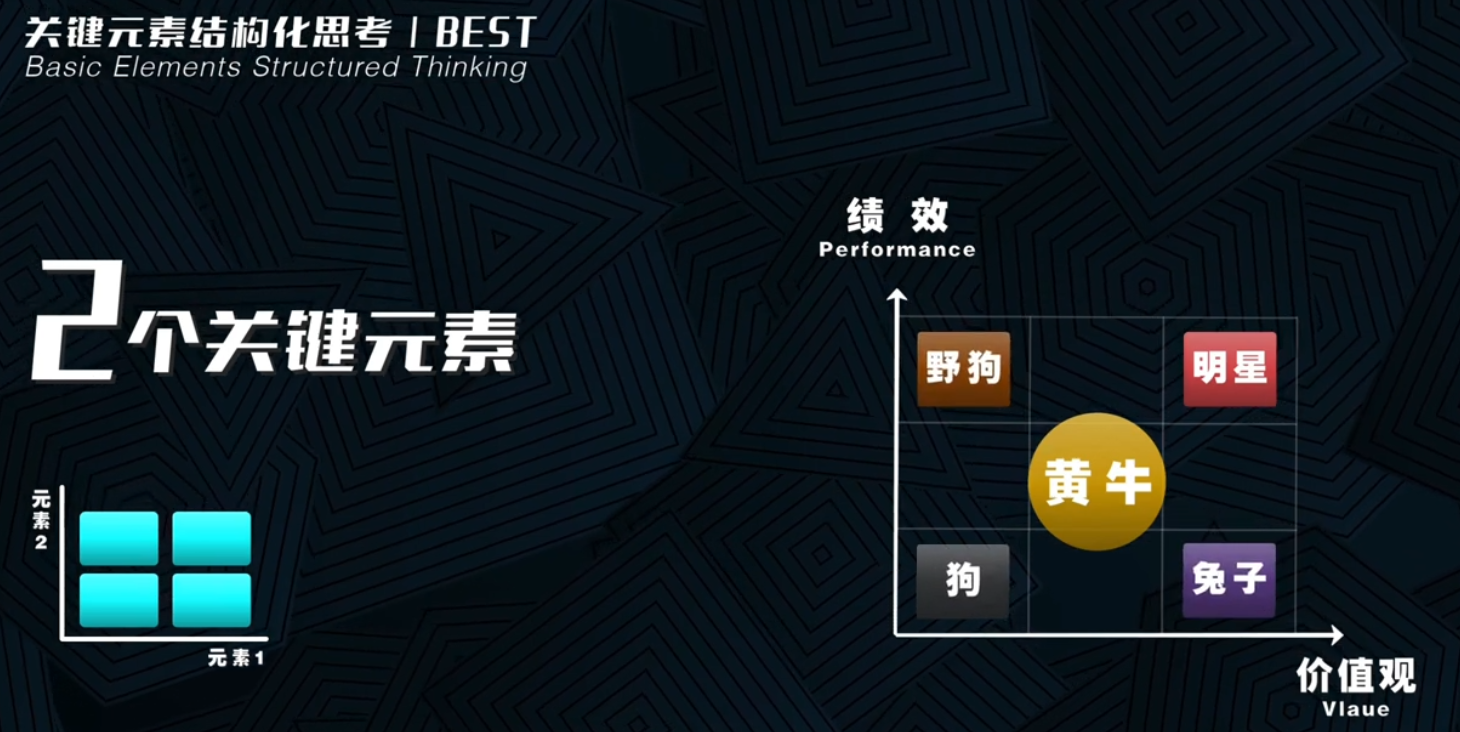 关键元素结构化思考 | BEST
Basic Elements Structured Thinking
2个关键元素
元素2
元素1
绩效
Performance
野狗
明星
黄牛
狗
兔子
价值观
Vlaue